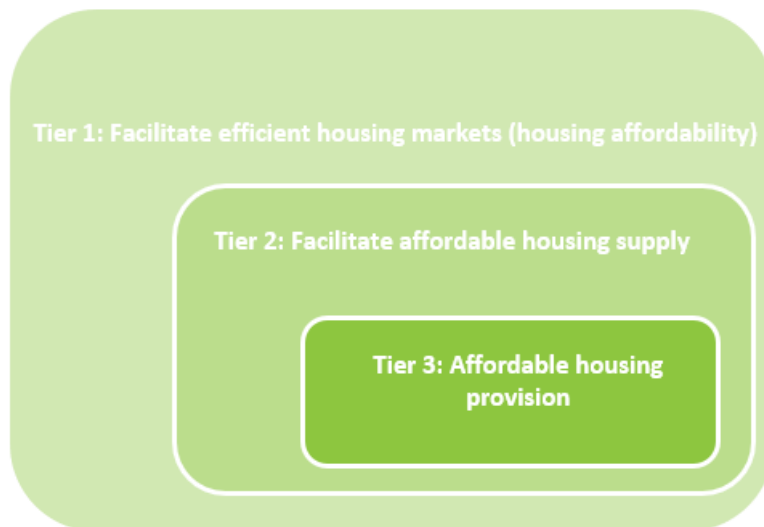 Tier 1: Facilitate efficient housing markets (housing affordability)
Tier 2: Facilitate affordable housing supply
Tier 3: Affordable housing
provision